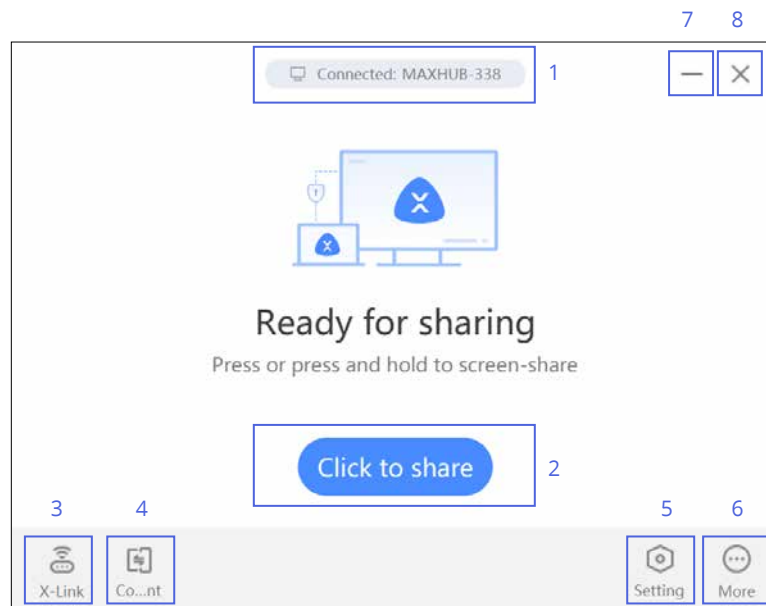 7 8
Connected: MAXHUB-338 1
X
X
Ready for sharing
Press or press and hold to screen-share
Click to share 2
3 4 5 6
X-Link Co...nt Setting More